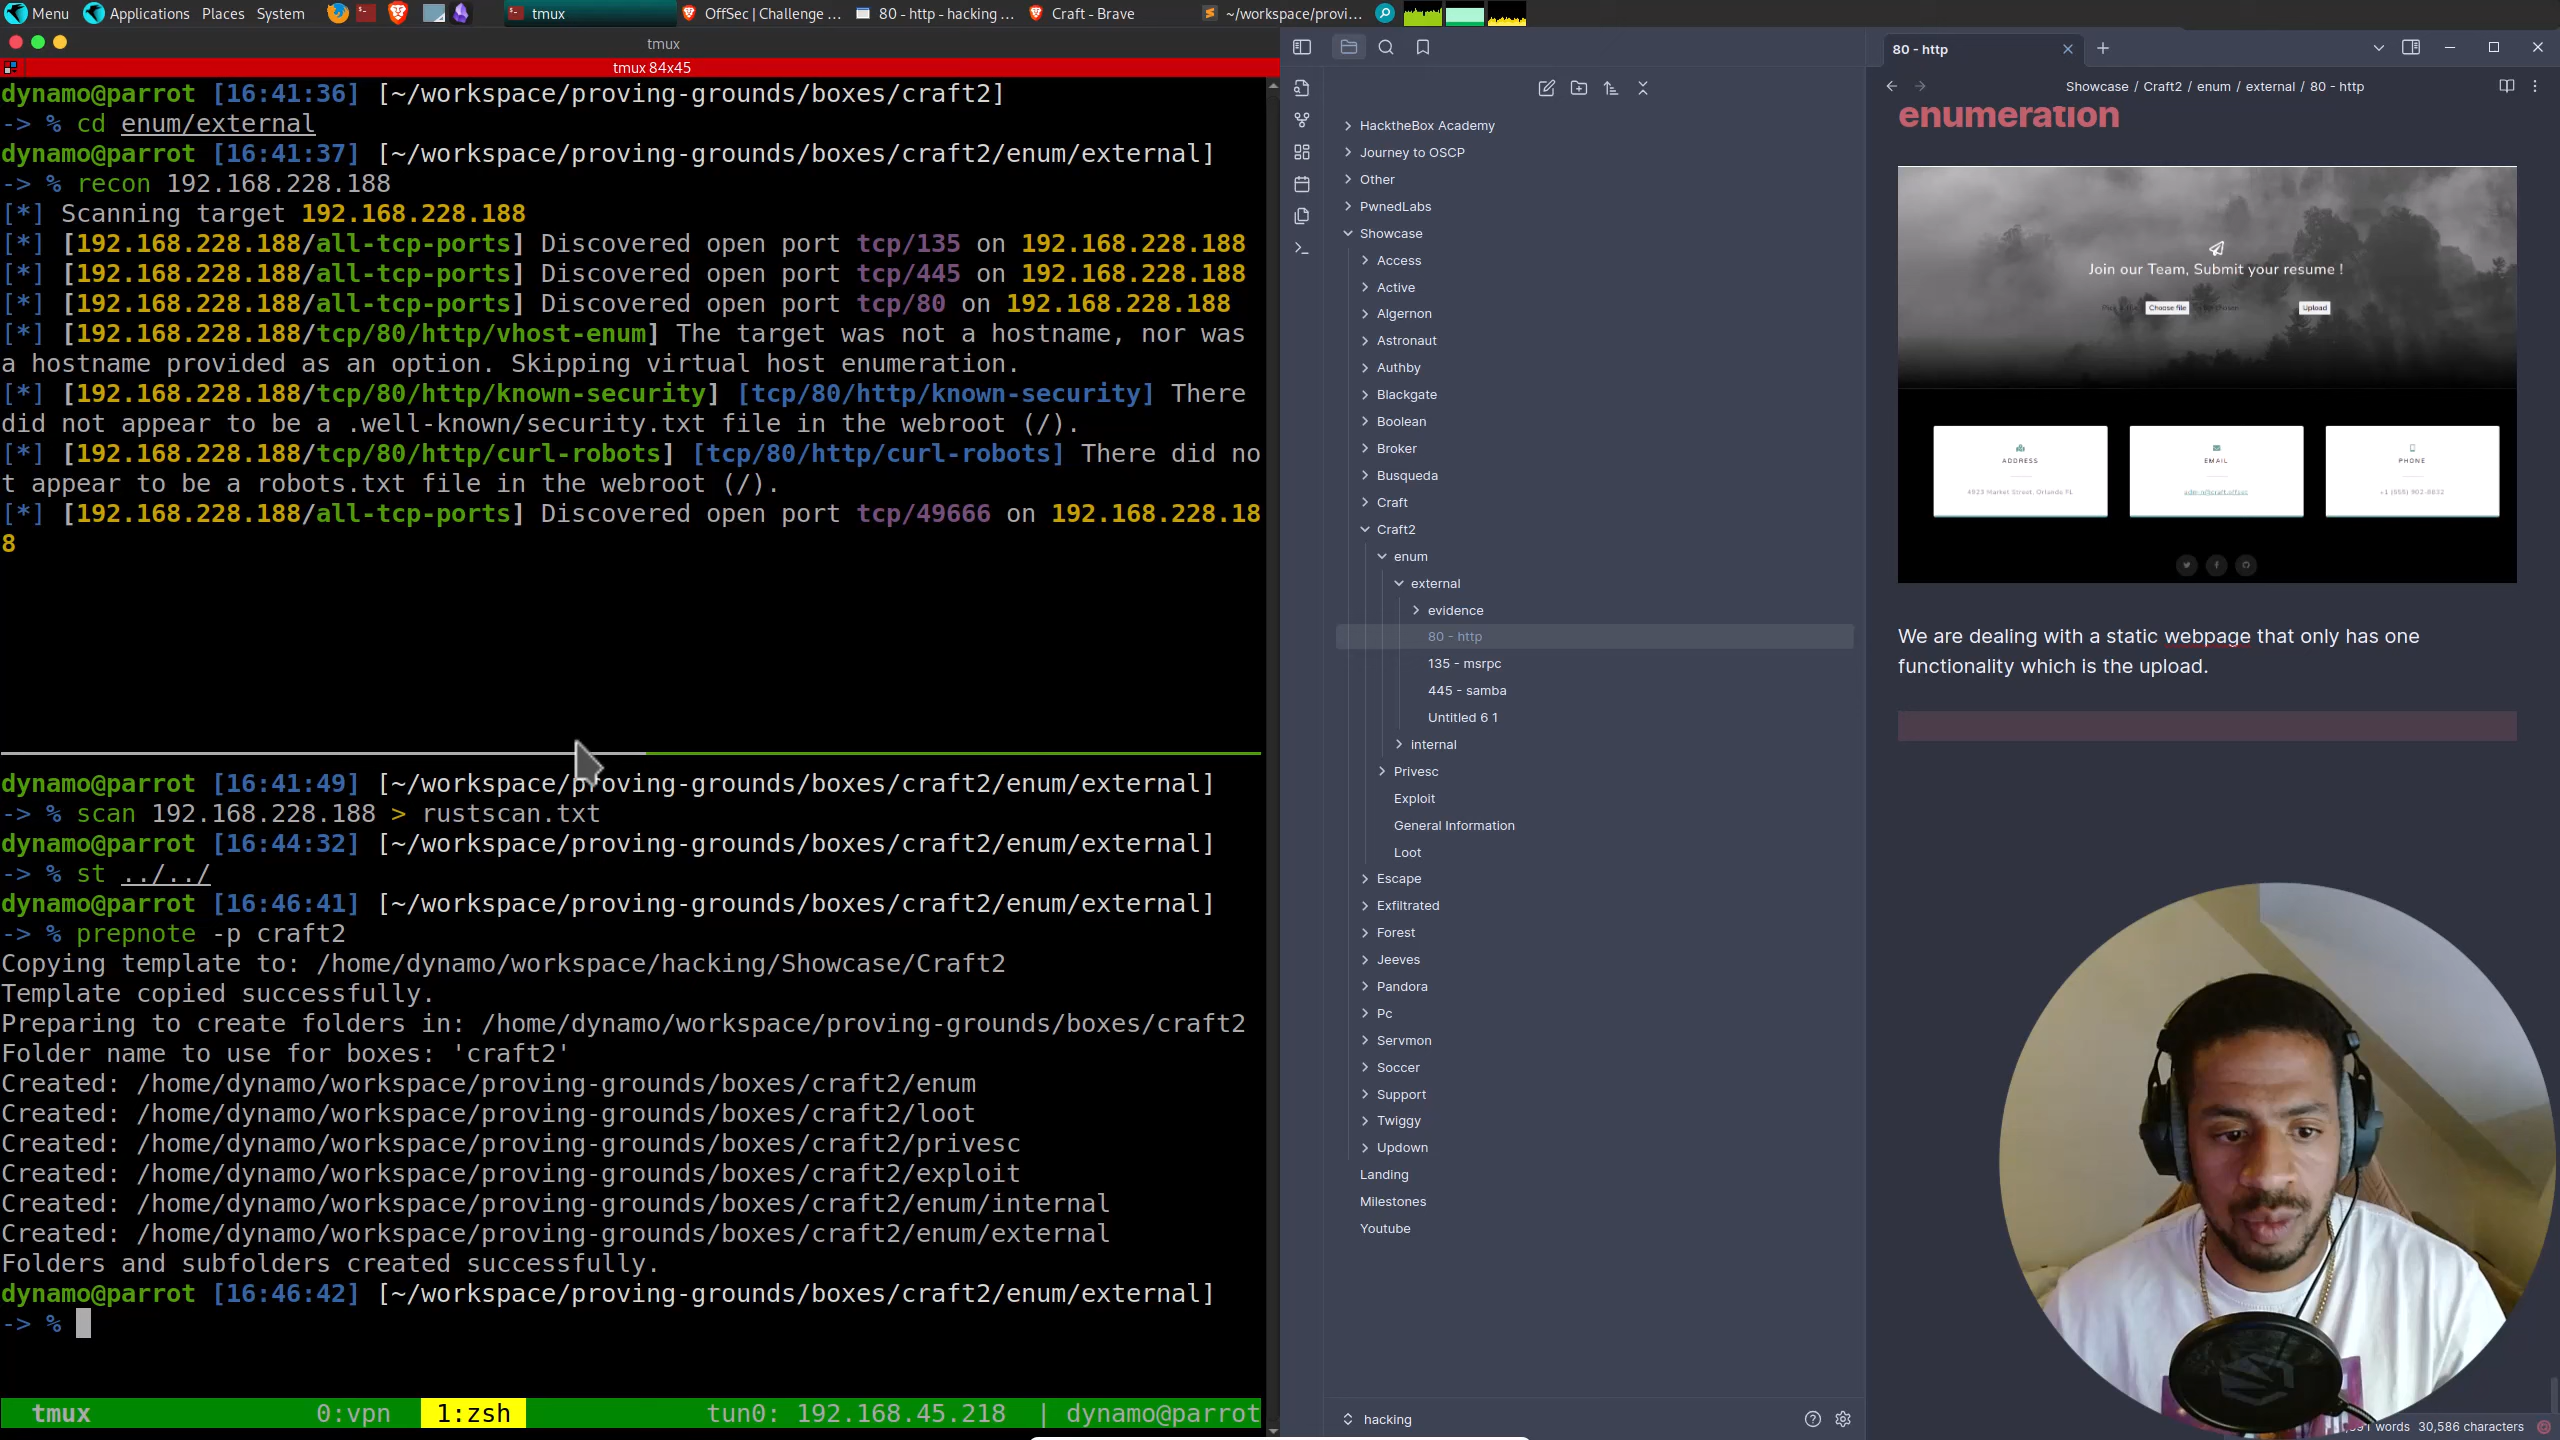 Menu Applications Places System tmux OffSec | Challenge ... 80 - http - hacking ... Craft - Brave ~/workspace/provi...
tmux
tmux 84x45
dynamo@parrot [16:41:36] [~/workspace/proving-grounds/boxes/craft2]
-> % cd enum/external
dynamo@parrot [16:41:37] [~/workspace/proving-grounds/boxes/craft2/enum/external]
-> % recon 192.168.228.188
[*] Scanning target 192.168.228.188
[*] [192.168.228.188/all-tcp-ports] Discovered open port tcp/135 on 192.168.228.188
[*] [192.168.228.188/all-tcp-ports] Discovered open port tcp/445 on 192.168.228.188
[*] [192.168.228.188/all-tcp-ports] Discovered open port tcp/80 on 192.168.228.188
[*] [192.168.228.188/tcp/80/http/vhost-enum] The target was not a hostname, nor was
a hostname provided as an option. Skipping virtual host enumeration.
[*] [192.168.228.188/tcp/80/http/known-security] [tcp/80/http/known-security] There
did not appear to be a .well-known/security.txt file in the webroot (/).
[*] [192.168.228.188/tcp/80/http/curl-robots] [tcp/80/http/curl-robots] There did no
t appear to be a robots.txt file in the webroot (/).
[*] [192.168.228.188/all-tcp-ports] Discovered open port tcp/49666 on 192.168.228.18
8
dynamo@parrot [16:41:49] [~/workspace/proving-grounds/boxes/craft2/enum/external]
-> % scan 192.168.228.188 > rustscan.txt
dynamo@parrot [16:44:32] [~/workspace/proving-grounds/boxes/craft2/enum/external]
-> % st ../../
dynamo@parrot [16:46:41] [~/workspace/proving-grounds/boxes/craft2/enum/external]
-> % prepnote -p craft2
Copying template to: /home/dynamo/workspace/hacking/Showcase/Craft2
Template copied successfully.
Preparing to create folders in: /home/dynamo/workspace/proving-grounds/boxes/craft2
Folder name to use for boxes: 'craft2'
Created: /home/dynamo/workspace/proving-grounds/boxes/craft2/enum
Created: /home/dynamo/workspace/proving-grounds/boxes/craft2/loot
Created: /home/dynamo/workspace/proving-grounds/boxes/craft2/privesc
Created: /home/dynamo/workspace/proving-grounds/boxes/craft2/exploit
Created: /home/dynamo/workspace/proving-grounds/boxes/craft2/enum/internal
Created: /home/dynamo/workspace/proving-grounds/boxes/craft2/enum/external
Folders and subfolders created successfully.
dynamo@parrot [16:46:42] [~/workspace/proving-grounds/boxes/craft2/enum/external]
-> %
tmux 0:vpn 1:zsh tun0: 192.168.45.218 | dynamo@parrot
HacktheBox Academy
Journey to OSCP
Other
PwnedLabs
Showcase
Access
Active
Algernon
Astronaut
Authby
Blackgate
Boolean
Broker
Busqueda
Craft
Craft2
enum
external
evidence
80 - http
135 - msrpc
445 - samba
Untitled 6 1
internal
Privesc
Exploit
General Information
Loot
Escape
Exfiltrated
Forest
Jeeves
Pandora
Pc
Servmon
Soccer
Support
Twiggy
Updown
Landing
Milestones
Youtube
hacking
80 - http
Showcase / Craft2 / enum / external / 80 - http
enumeration
Join our Team, Submit your resume !
Choose file Upload
ADDRESS EMAIL PHONE
4923 Market Street, Orlando FL admin@craft.offsec +1 (555) 902-8832
We are dealing with a static webpage that only has one
functionality which is the upload.
words 30,586 characters